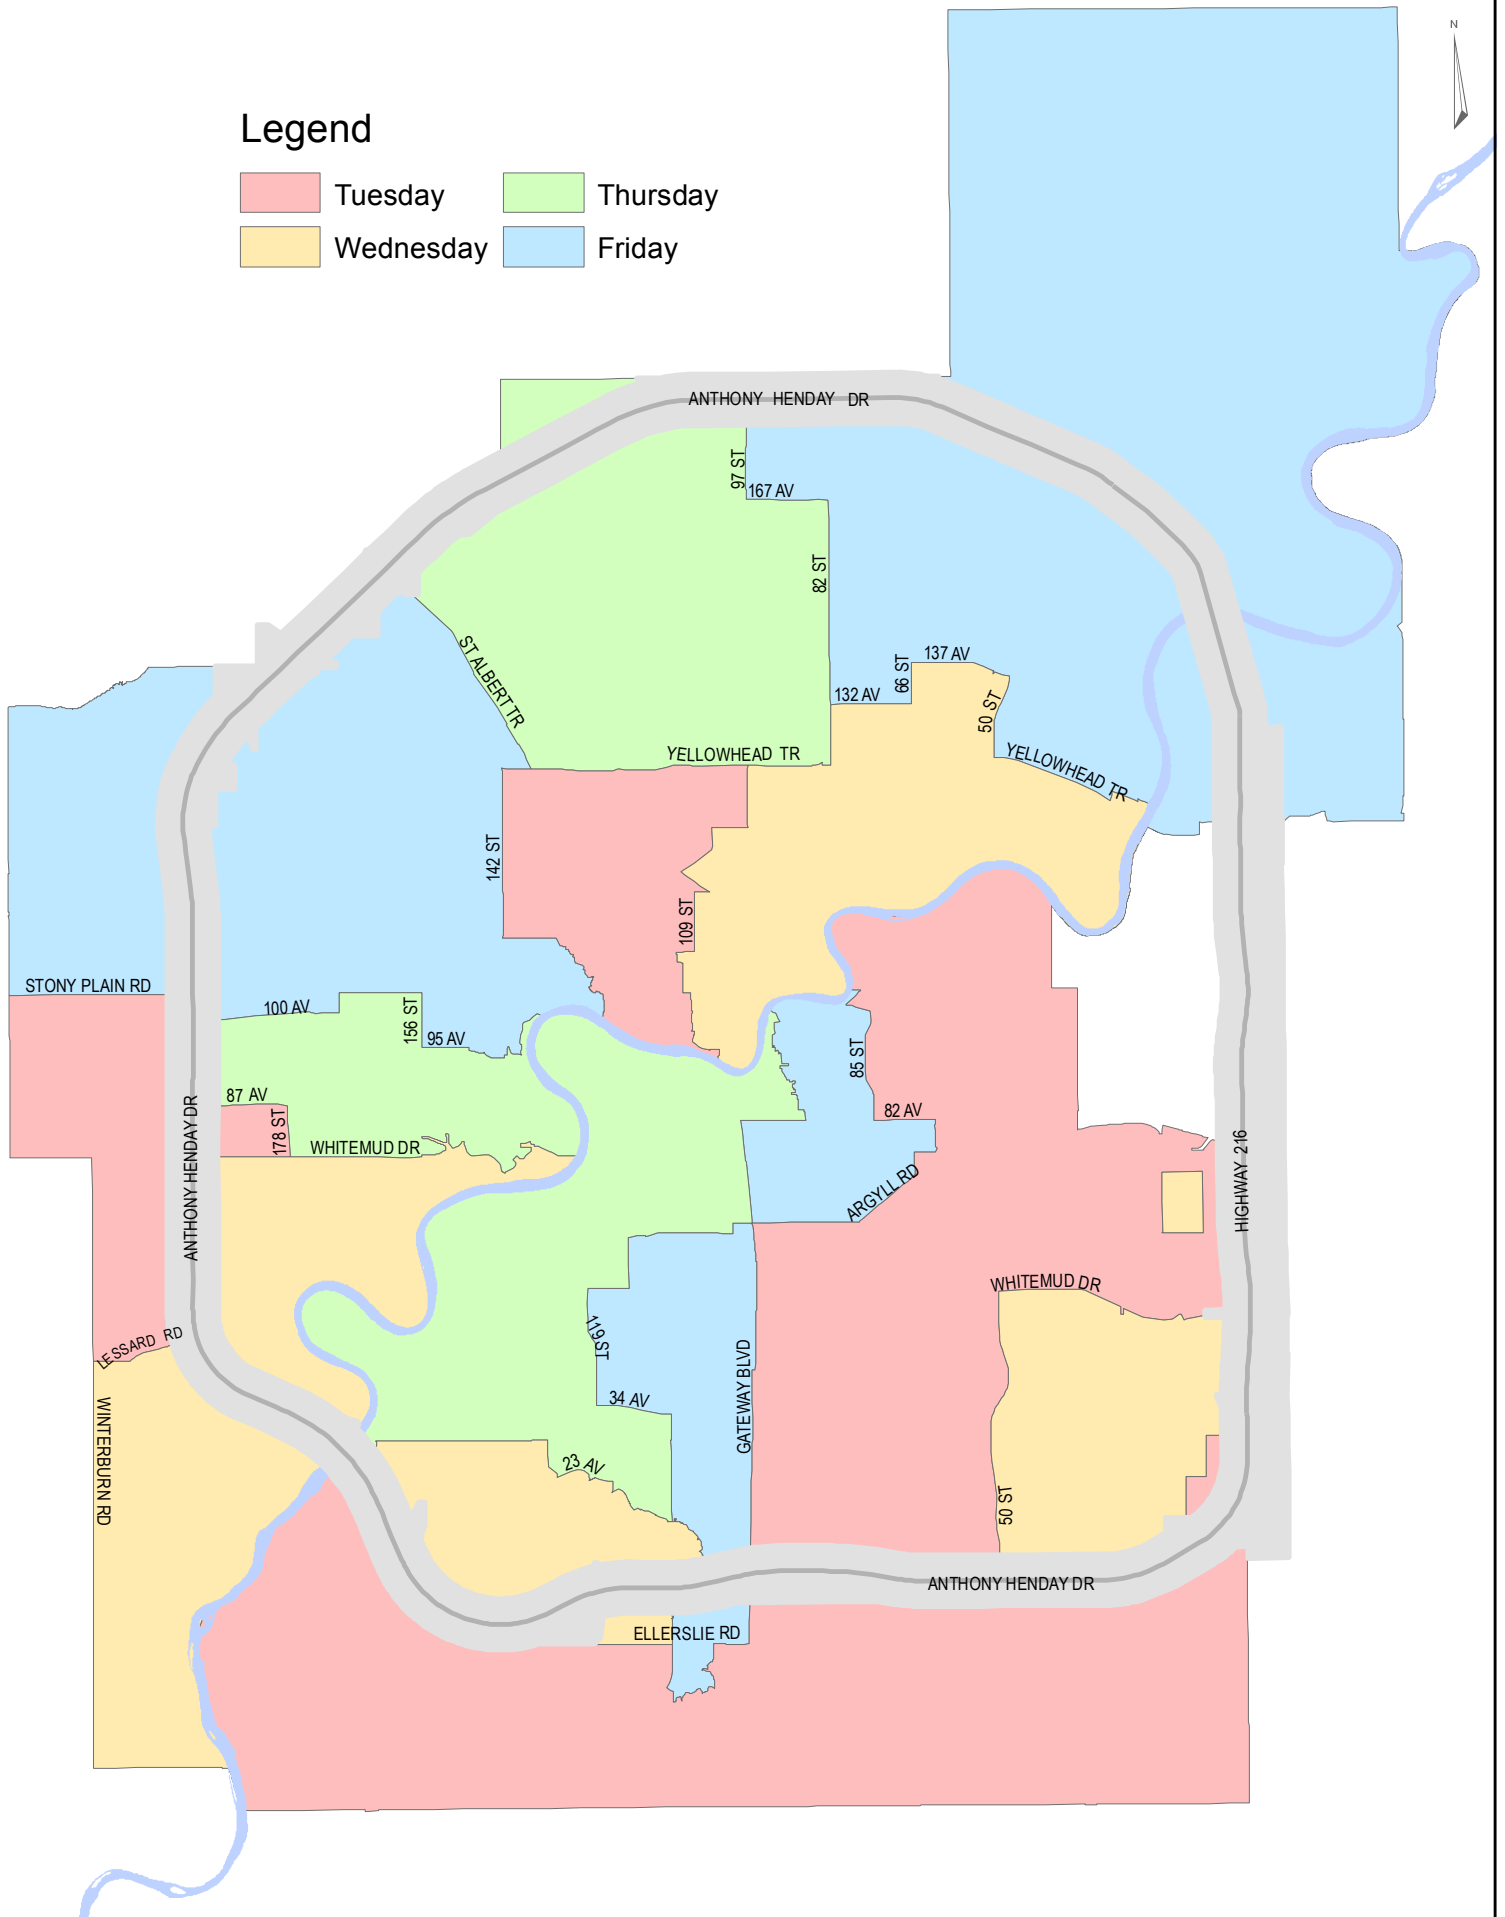 N
Legend
Tuesday
Thursday
Wednesday
Friday
ANTHONY HENDAY DR
97 ST
167 AV
82 ST
ST ALBERT TR
137 AV
66 ST
132 AV
50 ST
YELLOWHEAD TR
YELLOWHEAD TR
142 ST
109 ST
STONY PLAIN RD
100 AV
156 ST
95 AV
85 ST
87 AV
82 AV
178 ST
WHITEMUD DR
ANTHONY HENDAY DR
HIGHWAY 216
ARGYLL RD
WHITEMUD DR
LESSARD RD
119 ST
34 AV
GATEWAY BLVD
WINTERBURN RD
23 AV
50 ST
ANTHONY HENDAY DR
ELLERSLIE RD